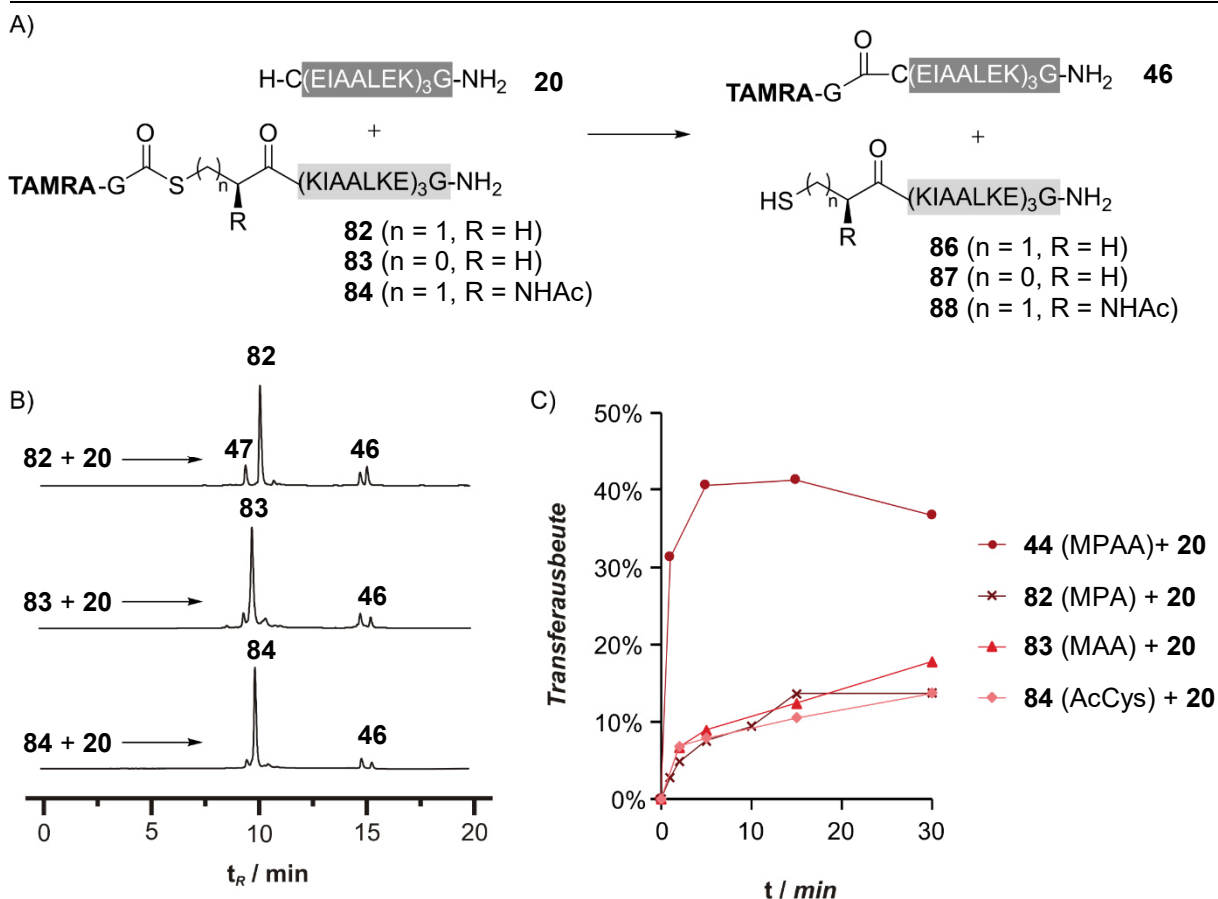 A)
H-C(EIAALEK)₃G-NH₂ 20
+
TAMRA-G O S ( )n O R (KIAALKE)₃G-NH₂
82 (n = 1, R = H)
83 (n = 0, R = H)
84 (n = 1, R = NHAc)
TAMRA-G O C(EIAALEK)₃G-NH₂ 46
+
HS ( )n O R (KIAALKE)₃G-NH₂
86 (n = 1, R = H)
87 (n = 0, R = H)
88 (n = 1, R = NHAc)
B)
82 + 20
47
82
46
83 + 20
83
46
84 + 20
84
46
0 5 10 15 20
tR / min
C)
Transferausbeute
50%
40%
30%
20%
10%
0%
0 10 20 30
t / min
44 (MPAA)+ 20
82 (MPA) + 20
83 (MAA) + 20
84 (AcCys) + 20